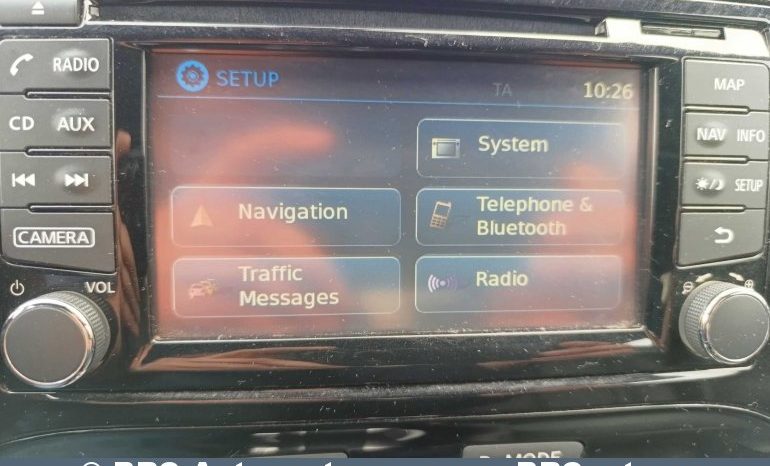 RADIO
CD AUX
CAMERA
VOL
SETUP
TA
10:26
System
Navigation
Telephone &
Bluetooth
Traffic
Messages
Radio
MAP
NAV INFO
SETUP
MODE